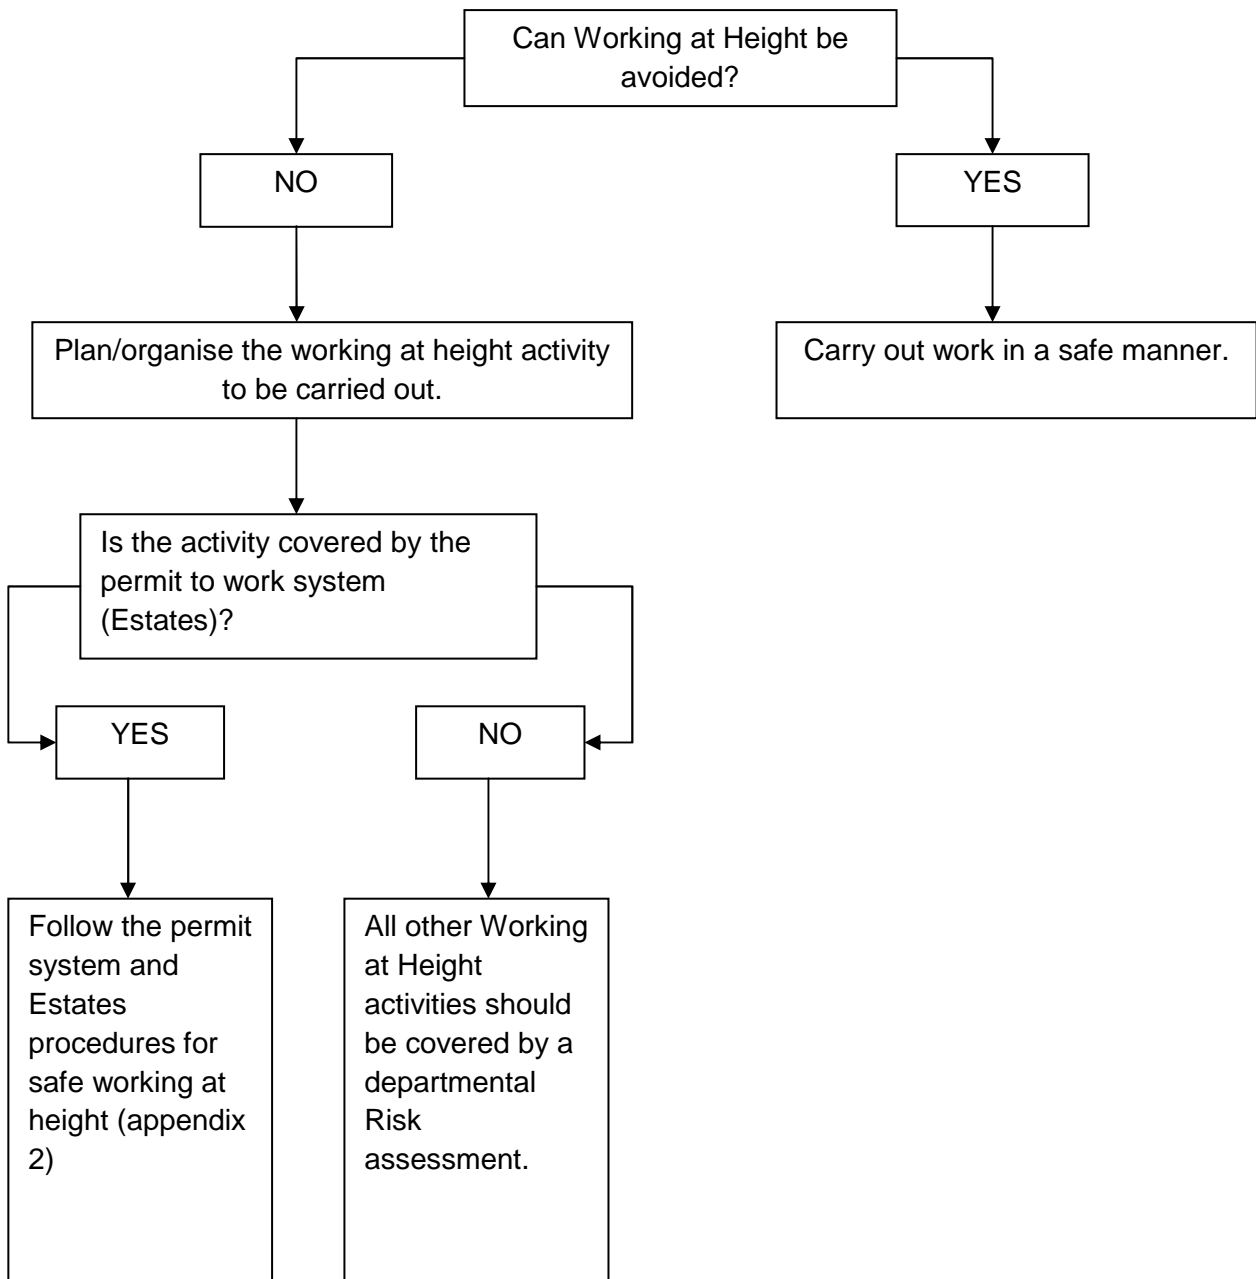 Can Working at Height be
avoided?
NO
YES
Plan/organise the working at height activity
to be carried out.
Carry out work in a safe manner.
Is the activity covered by the
permit to work system
(Estates)?
YES
NO
Follow the permit
system and
Estates
procedures for
safe working at
height (appendix
2)
All other Working
at Height
activities should
be covered by a
departmental
Risk
assessment.